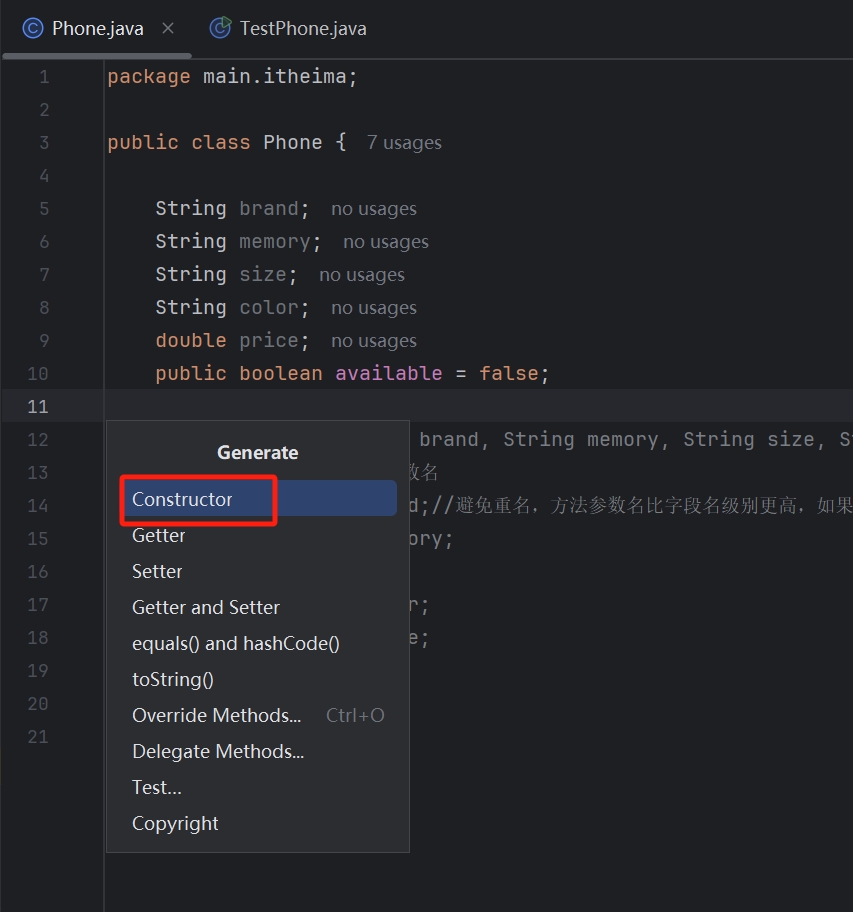 Phone.java TestPhone.java
1 package main.itheima;
2
3 public class Phone { 7 usages
4
5 String brand; no usages
6 String memory; no usages
7 String size; no usages
8 String color; no usages
9 double price; no usages
10 public boolean available = false;
11
12 brand, String memory, String size, S
13 数名
14 d;//避免重名，方法参数名比字段名级别更高，如果
15 ory;
16
17 r;
18 e;
19
20
21
Generate
Constructor
Getter
Setter
Getter and Setter
equals() and hashCode()
toString()
Override Methods... Ctrl+O
Delegate Methods...
Test...
Copyright